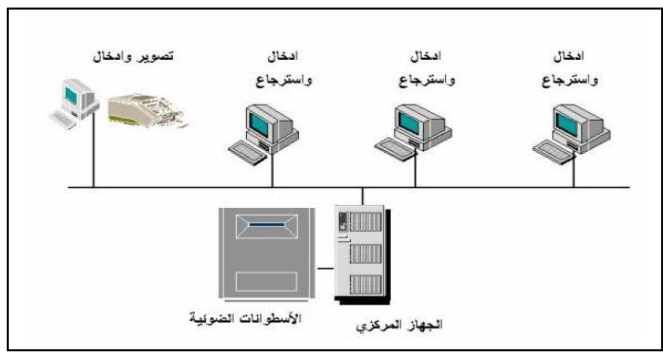 تصوير وادخال
ادخال
واسترجاع
ادخال
واسترجاع
ادخال
واسترجاع
الأسطوانات الضوئية
الجهاز المركزي